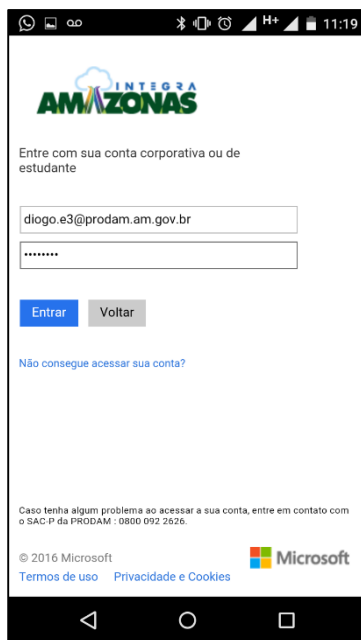 H+ 11:19
INTEGRA
AMAZONAS
Entre com sua conta corporativa ou de
estudante
diogo.e3@prodam.am.gov.br
••••••••
Entrar Voltar
Não consegue acessar sua conta?
Caso tenha algum problema ao acessar a sua conta, entre em contato com
o SAC-P da PRODAM : 0800 092 2626.
© 2016 Microsoft Microsoft
Termos de uso Privacidade e Cookies